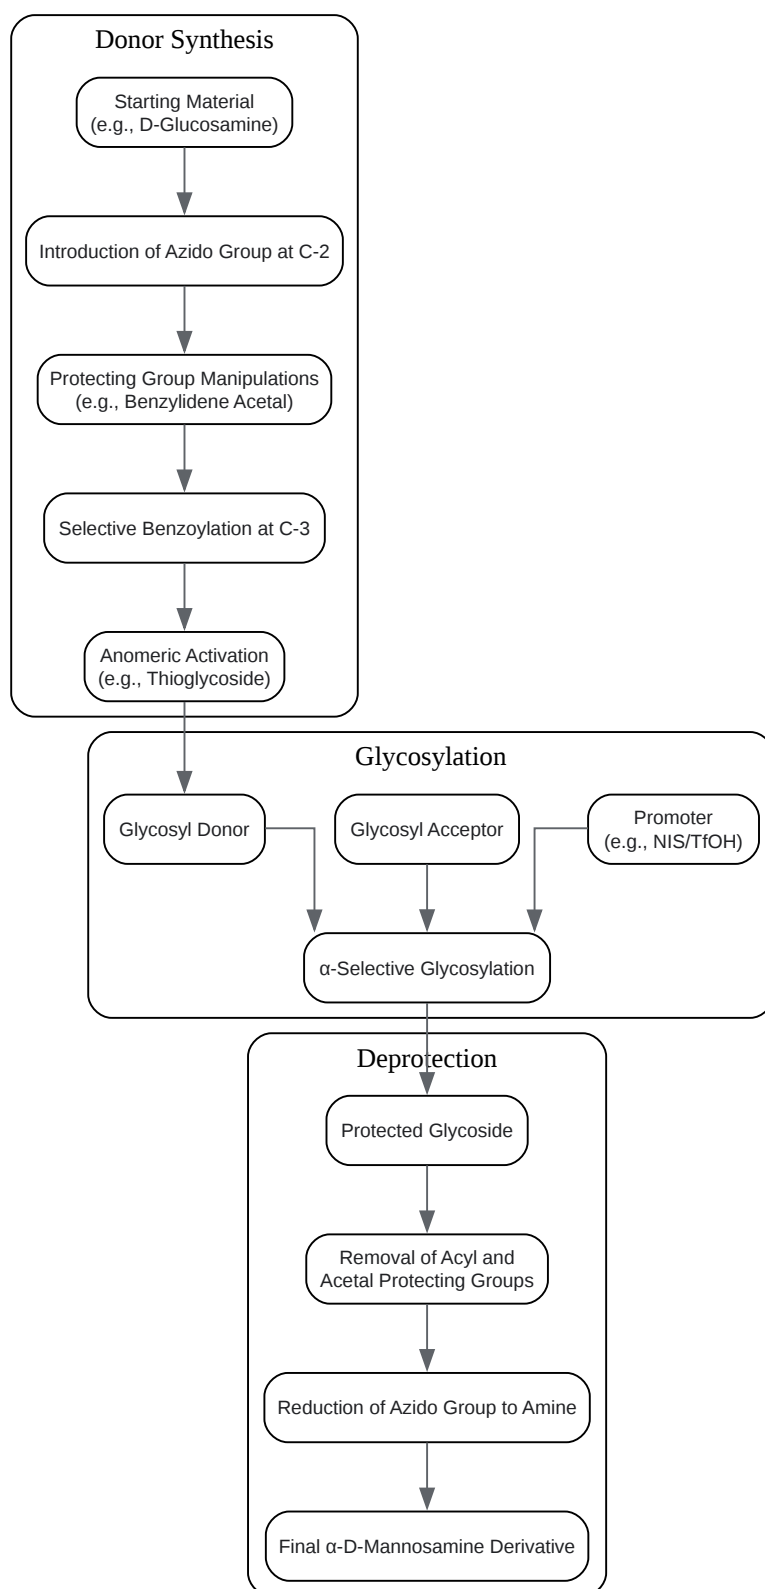 Donor Synthesis
Starting Material
(e.g., D-Glucosamine)
Introduction of Azido Group at C-2
Protecting Group Manipulations
(e.g., Benzylidene Acetal)
Selective Benzoylation at C-3
Anomeric Activation
(e.g., Thioglycoside)
Glycosylation
Glycosyl Donor
Glycosyl Acceptor
Promoter
(e.g., NIS/TfOH)
α-Selective Glycosylation
Deprotection
Protected Glycoside
Removal of Acyl and
Acetal Protecting Groups
Reduction of Azido Group to Amine
Final α-D-Mannosamine Derivative